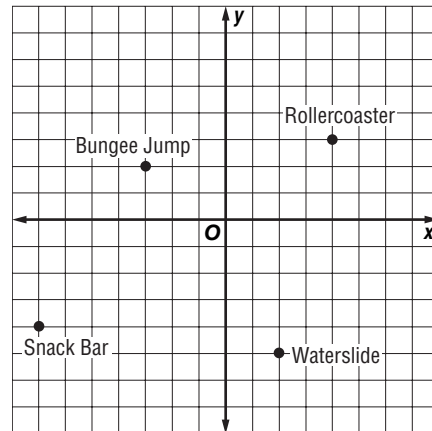 y
Rollercoaster
Bungee Jump
O
x
Snack Bar
Waterslide